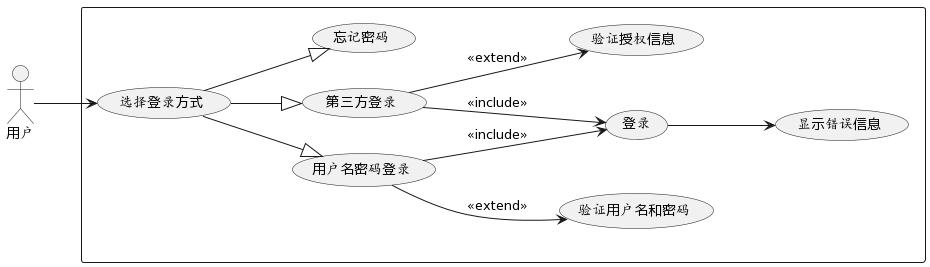 忘记密码
验证授权信息
«extend»
选择登录方式
第三方登录
«include»
登录
显示错误信息
用户
«include»
用户名密码登录
«extend»
验证用户名和密码